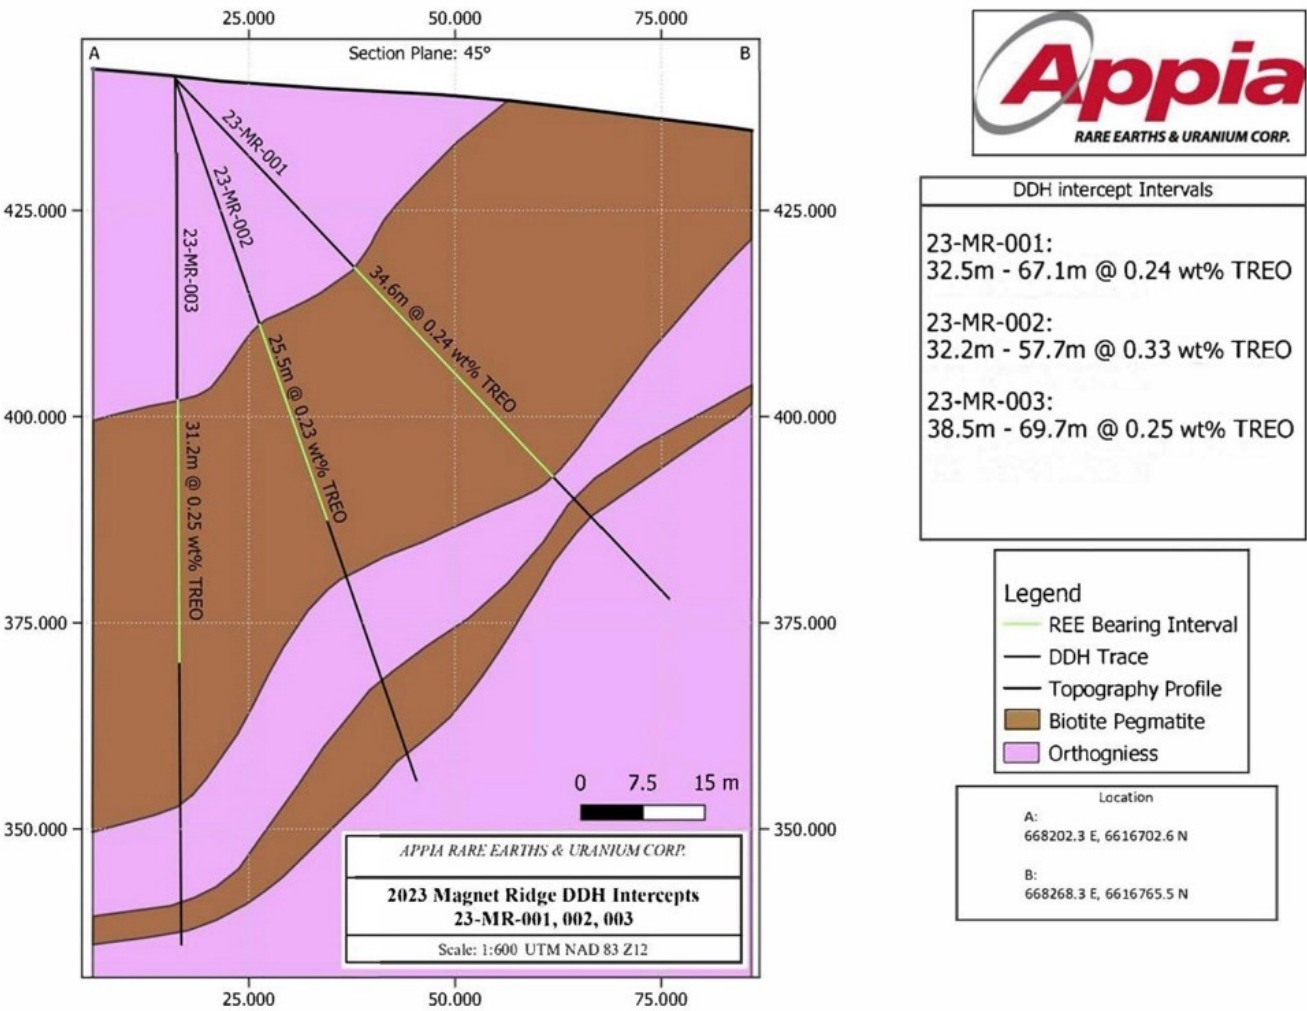 25.000 50.000 75.000
A Section Plane: 45° B
23-MR-001
23-MR-002
23-MR-003
425.000 425.000
400.000 400.000
375.000 375.000
350.000 350.000
34.6m @ 0.24 wt% TREO
25.5m @ 0.23 wt% TREO
31.2m @ 0.25 wt% TREO
0 7.5 15 m
APPIA RARE EARTHS & URANIUM CORP.
2023 Magnet Ridge DDH Intercepts
23-MR-001, 002, 003
Scale: 1:600 UTM NAD 83 Z12
25.000 50.000 75.000
Appia
RARE EARTHS & URANIUM CORP.
DDH intercept Intervals
23-MR-001:
32.5m - 67.1m @ 0.24 wt% TREO
23-MR-002:
32.2m - 57.7m @ 0.33 wt% TREO
23-MR-003:
38.5m - 69.7m @ 0.25 wt% TREO
Legend
REE Bearing Interval
DDH Trace
Topography Profile
Biotite Pegmatite
Orthogniess
Location
A:
668202.3 E, 6616702.6 N
B:
668268.3 E, 6616765.5 N